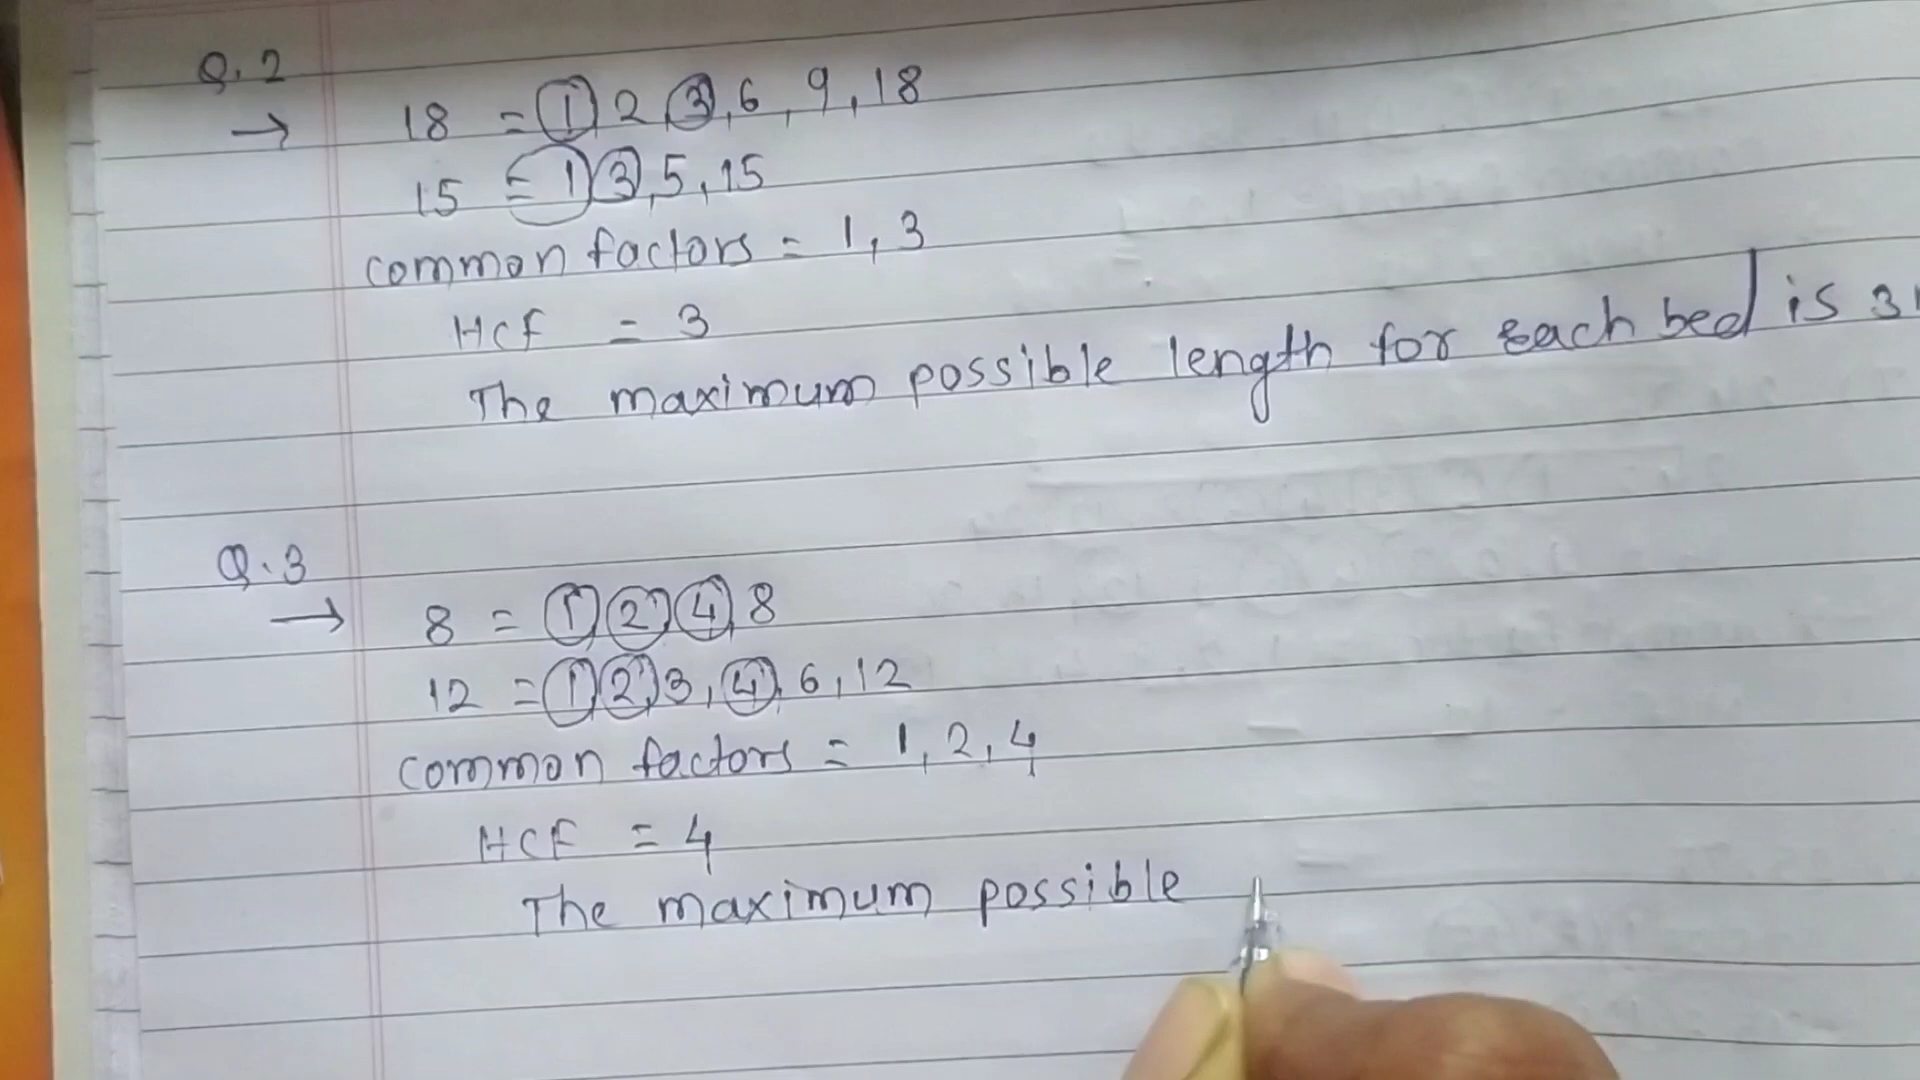 Q. 2
→ 18 = 1, 2, 3, 6, 9, 18
15 = 1, 3, 5, 15
common factors = 1, 3
HCF = 3
The maximum possible length for each bed is 3
Q. 3
→ 8 = 1, 2, 4, 8
12 = 1, 2, 3, 4, 6, 12
common factors = 1, 2, 4
HCF = 4
The maximum possible